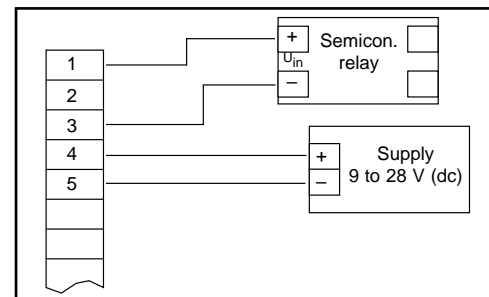 1
2
3
4
5
+
Uin
–
Semicon.
relay
+
–
Supply
9 to 28 V (dc)